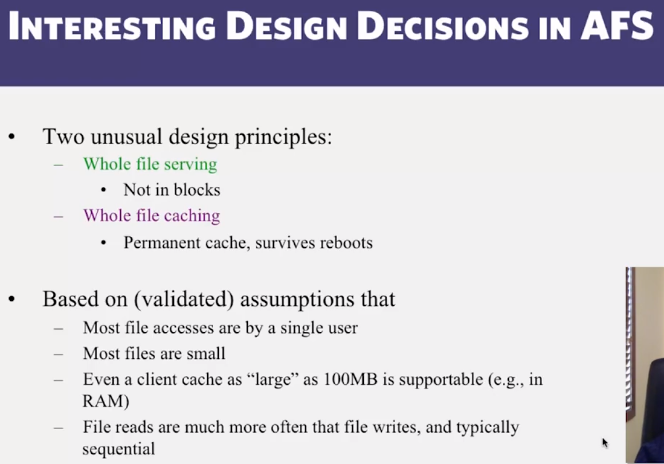 INTERESTING DESIGN DECISIONS IN AFS
• Two unusual design principles:
– Whole file serving
• Not in blocks
– Whole file caching
• Permanent cache, survives reboots
• Based on (validated) assumptions that
– Most file accesses are by a single user
– Most files are small
– Even a client cache as “large” as 100MB is supportable (e.g., in
RAM)
– File reads are much more often that file writes, and typically
sequential